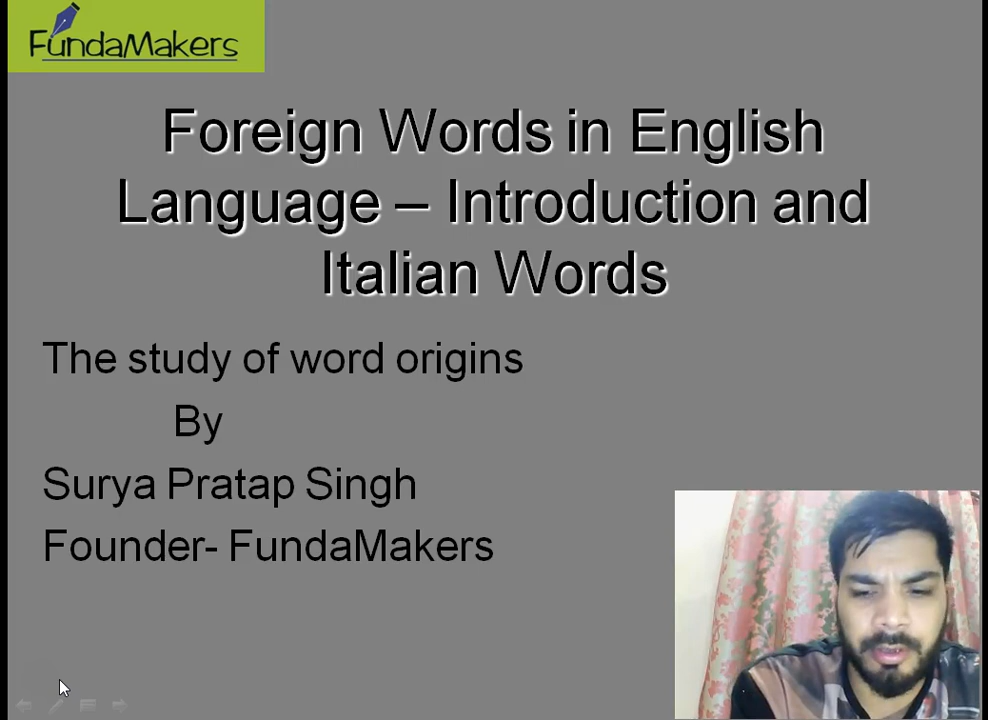 FundaMakers
Foreign Words in English
Language – Introduction and
Italian Words
The study of word origins
By
Surya Pratap Singh
Founder- FundaMakers